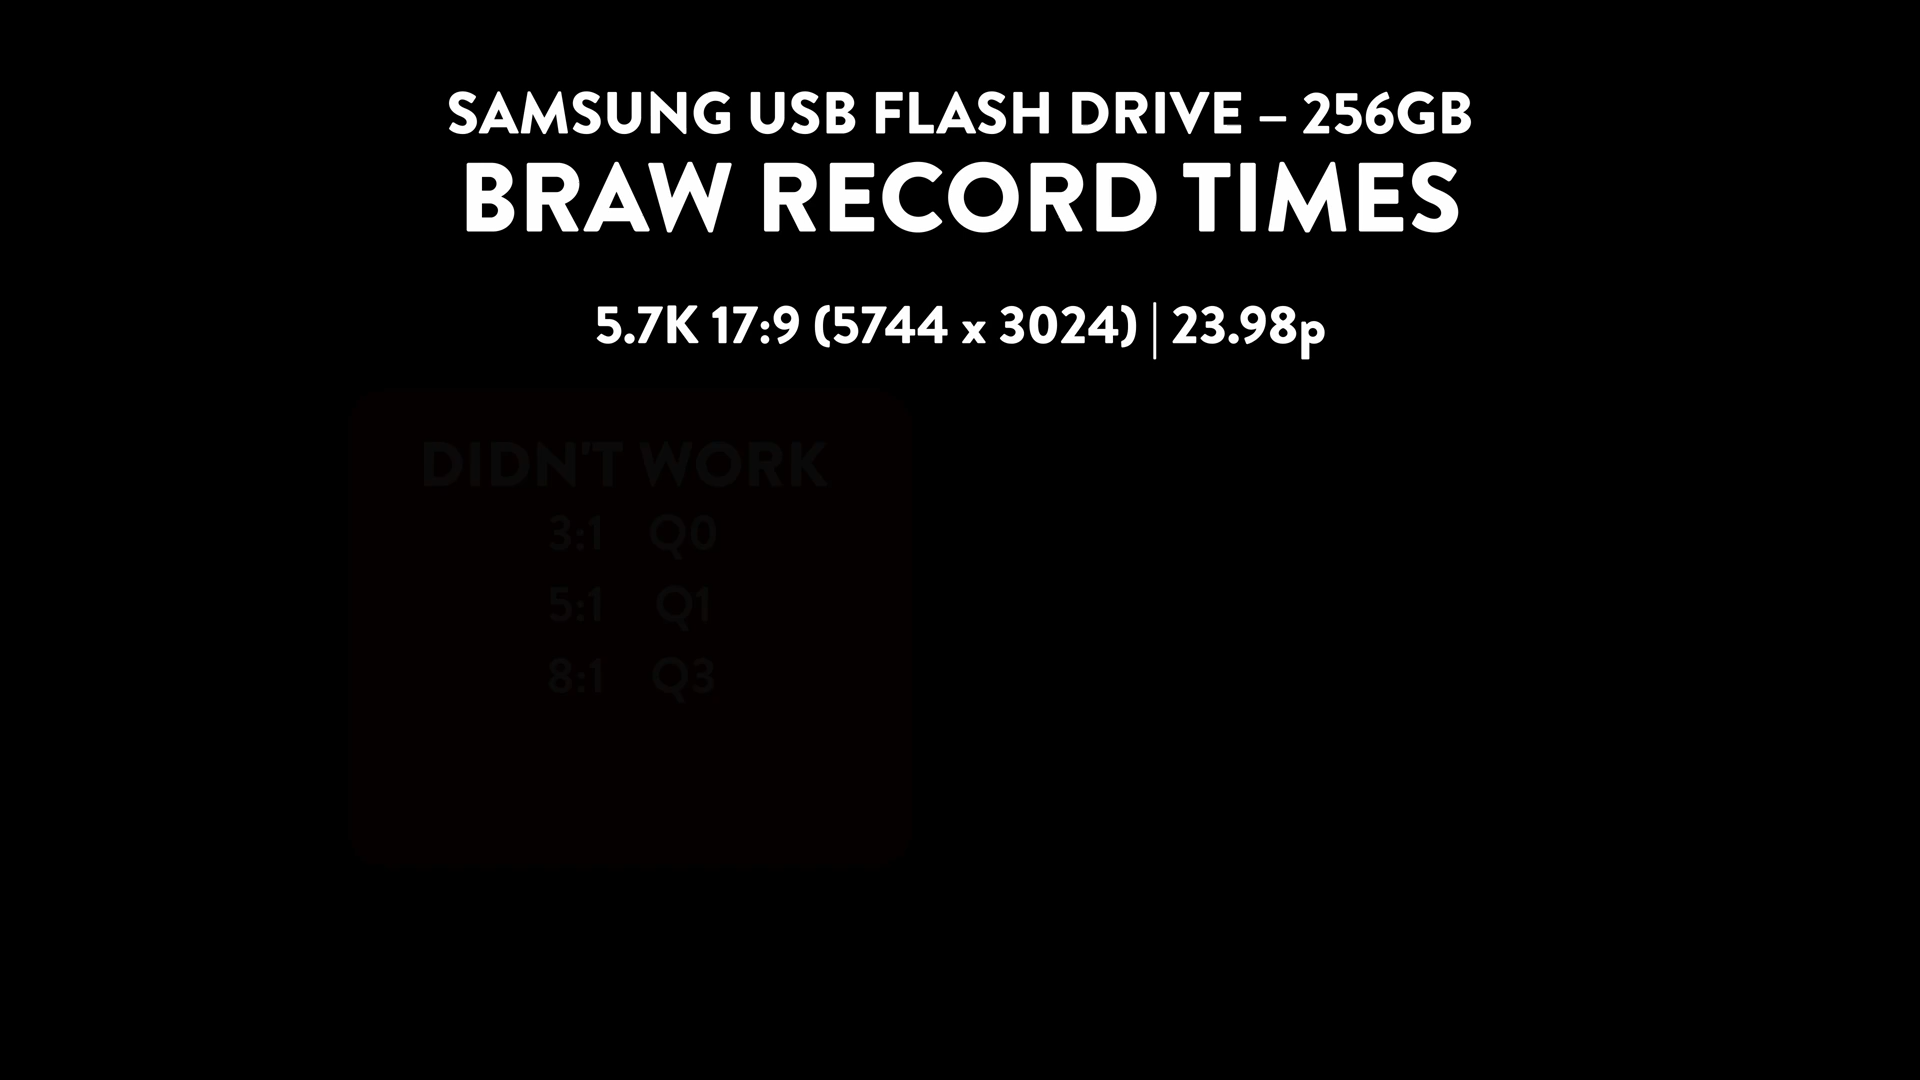 SAMSUNG USB FLASH DRIVE – 256GB
BRAW RECORD TIMES
5.7K 17:9 (5744 x 3024) | 23.98p
DIDN'T WORK
3:1 Q0
5:1 Q1
8:1 Q3